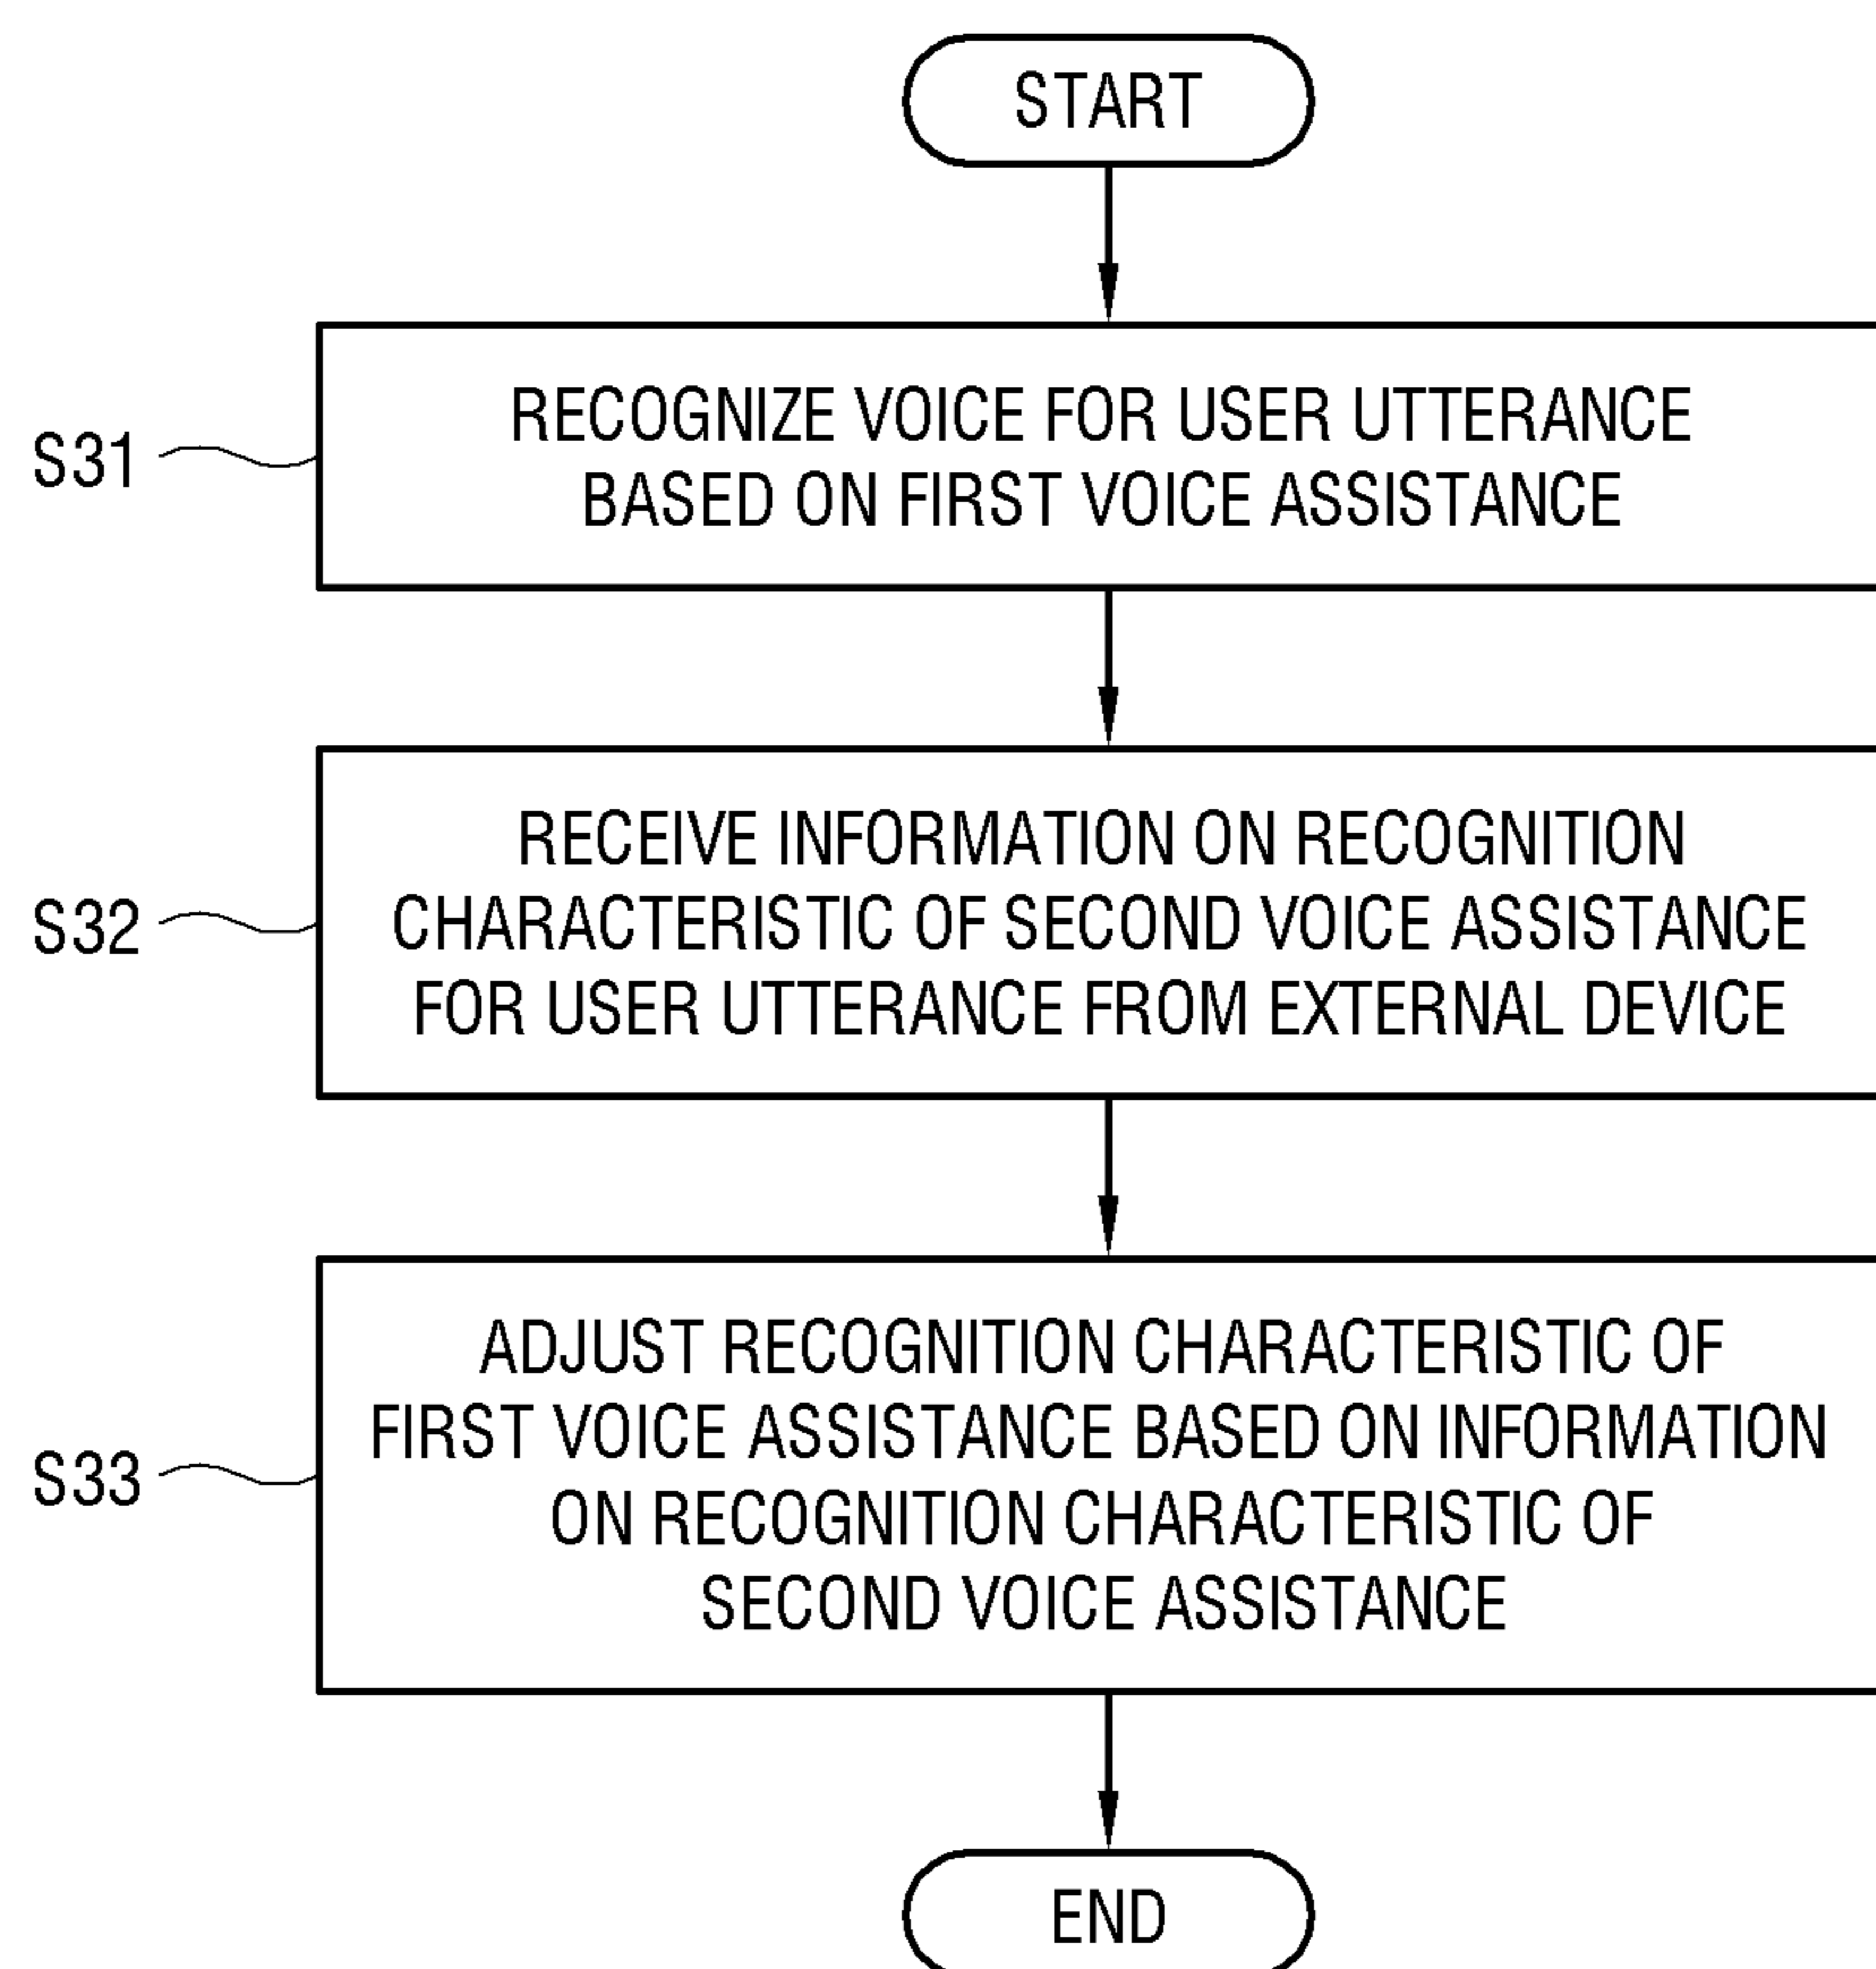 START
S31
RECOGNIZE VOICE FOR USER UTTERANCE
BASED ON FIRST VOICE ASSISTANCE
S32
RECEIVE INFORMATION ON RECOGNITION
CHARACTERISTIC OF SECOND VOICE ASSISTANCE
FOR USER UTTERANCE FROM EXTERNAL DEVICE
S33
ADJUST RECOGNITION CHARACTERISTIC OF
FIRST VOICE ASSISTANCE BASED ON INFORMATION
ON RECOGNITION CHARACTERISTIC OF
SECOND VOICE ASSISTANCE
END